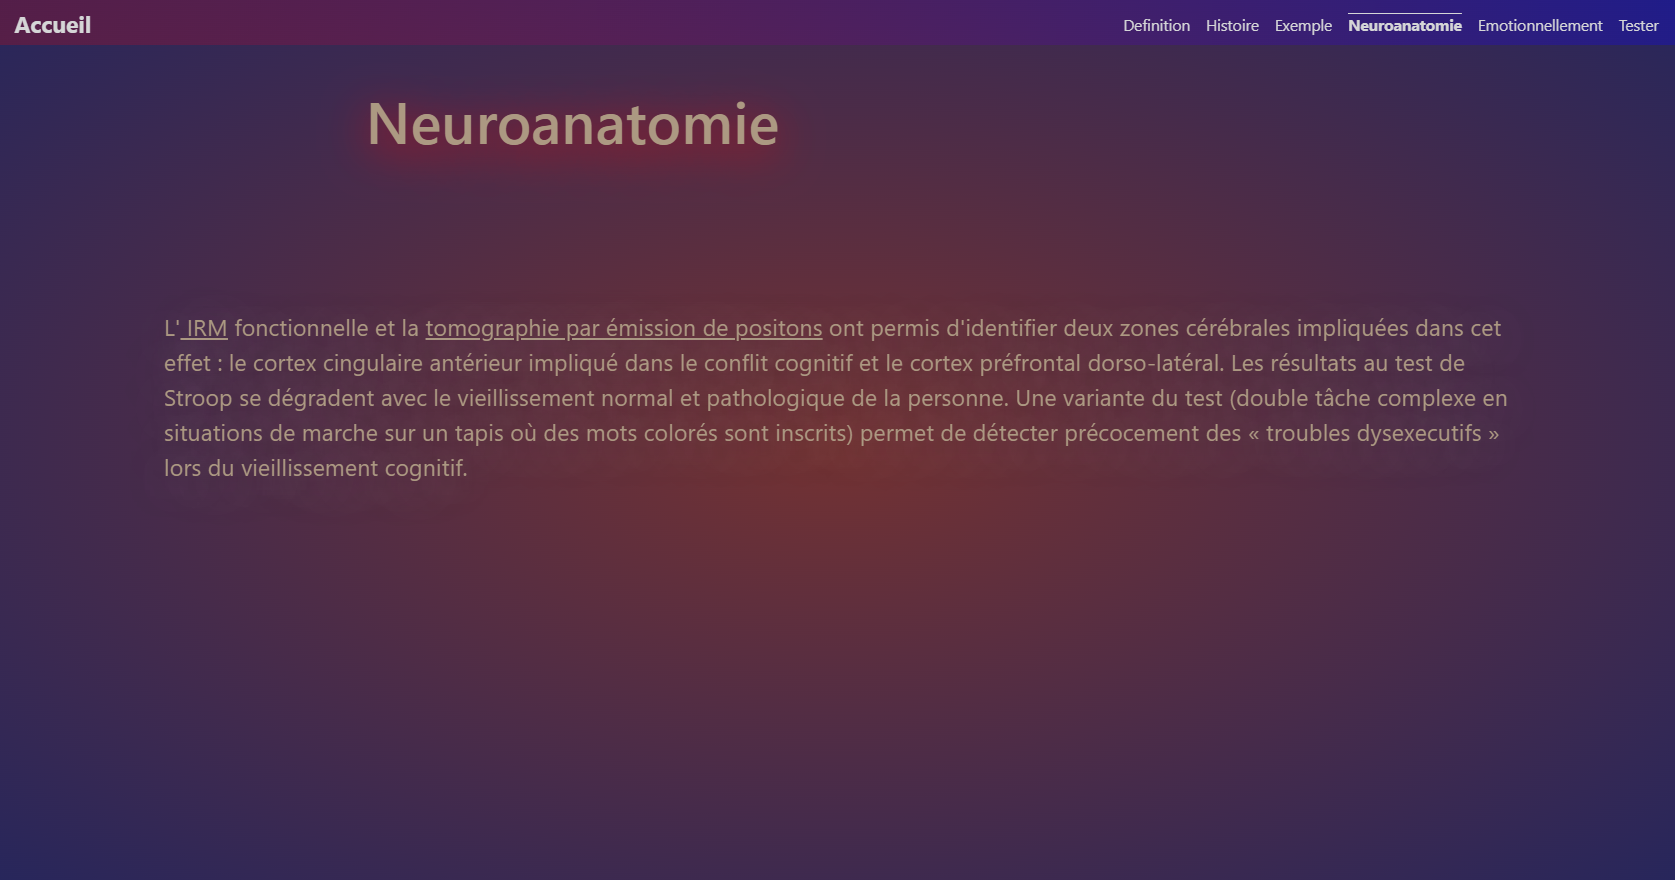 Accueil
Definition Histoire Exemple Neuroanatomie Emotionnellement Tester
Neuroanatomie
L' IRM fonctionnelle et la tomographie par émission de positons ont permis d'identifier deux zones cérébrales impliquées dans cet
effet : le cortex cingulaire antérieur impliqué dans le conflit cognitif et le cortex préfrontal dorso-latéral. Les résultats au test de
Stroop se dégradent avec le vieillissement normal et pathologique de la personne. Une variante du test (double tâche complexe en
situations de marche sur un tapis où des mots colorés sont inscrits) permet de détecter précocement des « troubles dysexecutifs »
lors du vieillissement cognitif.